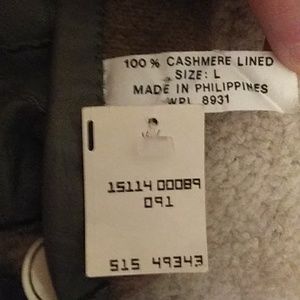 100% CASHMERE LINED
SIZE: L
MADE IN PHILIPPINES
WPL 8931
15114 00089
091
515 49343